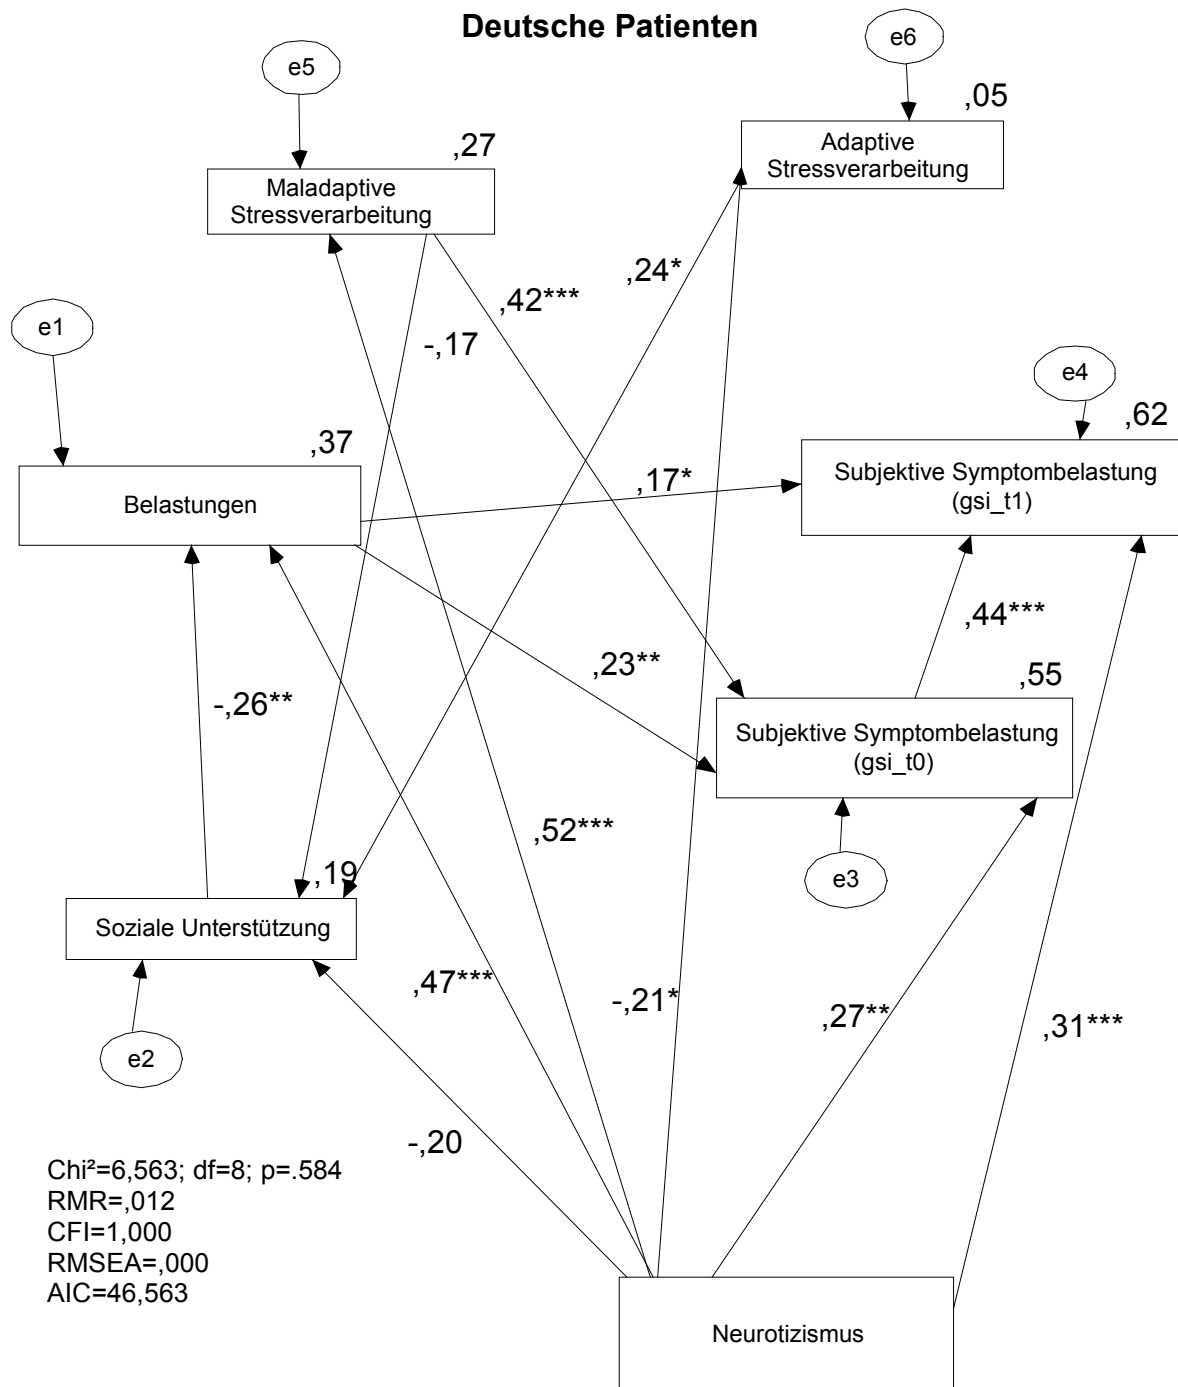 Deutsche Patienten
e6
e5
,05
,27
Adaptive
Stressverarbeitung
Maladaptive
Stressverarbeitung
,24*
,42***
e1
-,17
e4
,62
,37
Subjektive Symptombelastung
(gsi_t1)
,17*
Belastungen
,44***
,23**
,55
-,26**
Subjektive Symptombelastung
(gsi_t0)
,52***
,19
e3
Soziale Unterstützung
,47***
-,21*
,27**
,31***
e2
-,20
Chi²=6,563; df=8; p=.584
RMR=,012
CFI=1,000
RMSEA=,000
AIC=46,563
Neurotizismus